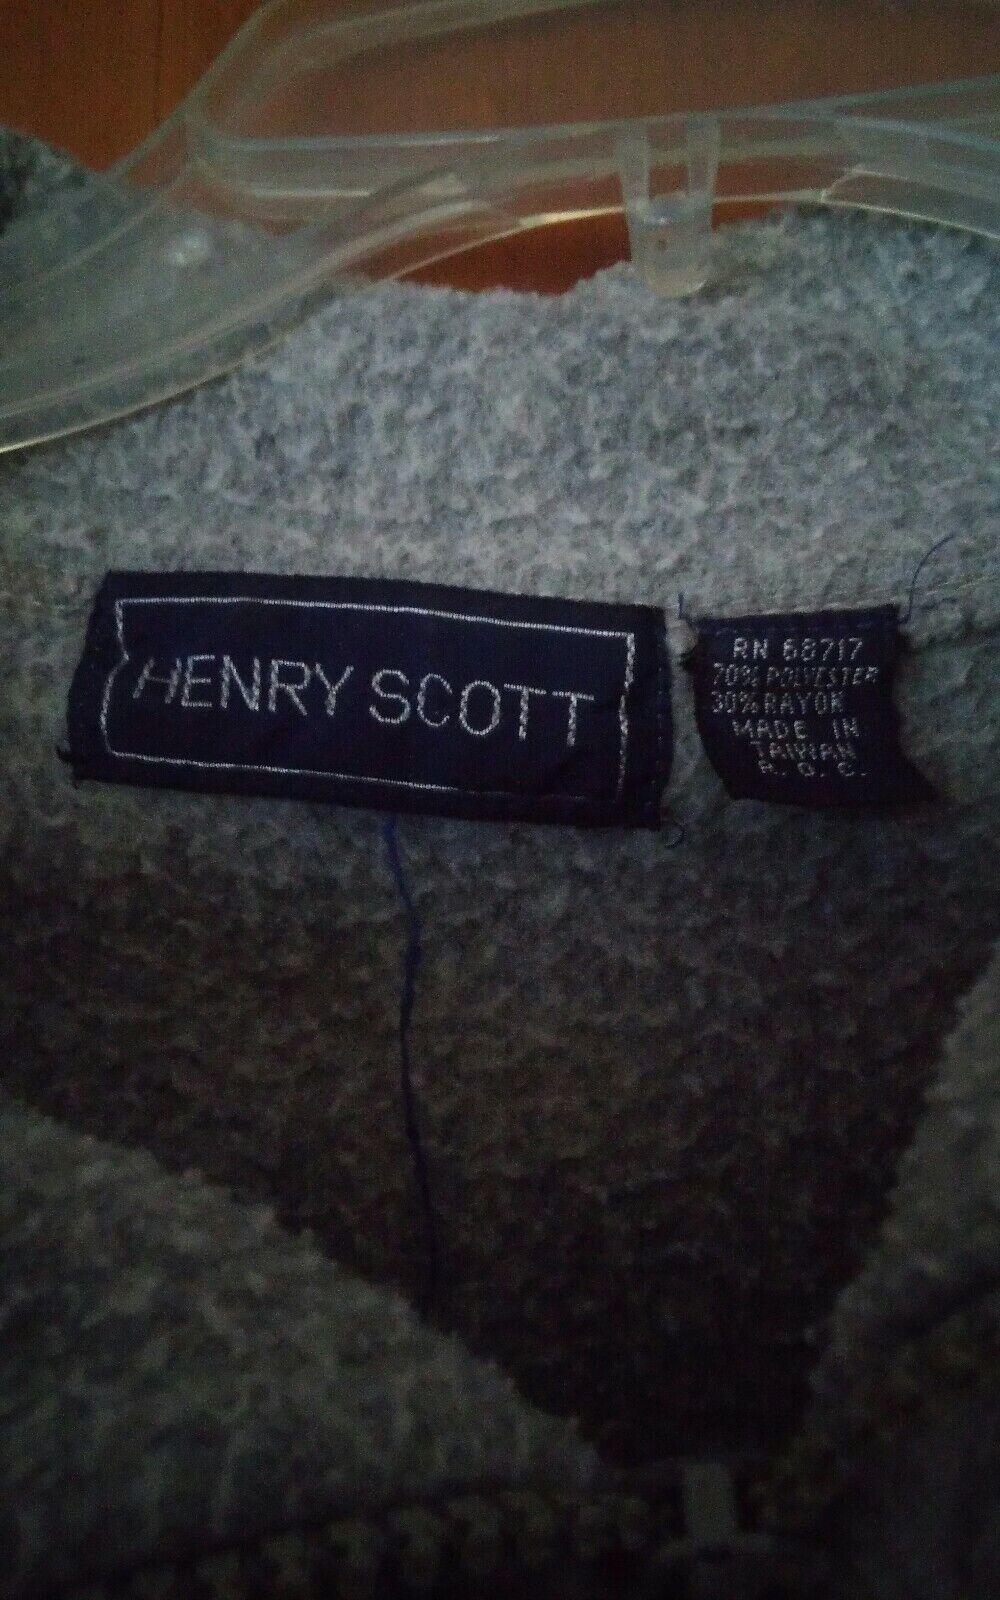 HENRY SCOTT
RN 68717
70% POLYESTER
30% RAYON
MADE IN
TAIWAN
R. O. C.